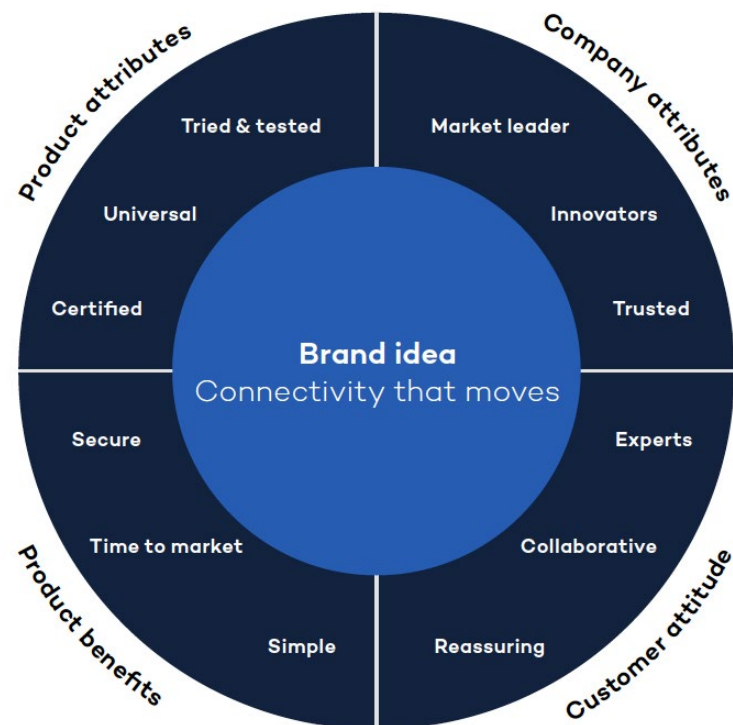 Product attributes
Tried & tested
Universal
Certified
Company attributes
Market leader
Innovators
Trusted
Brand idea
Connectivity that moves
Product benefits
Secure
Time to market
Simple
Customer attitude
Experts
Collaborative
Reassuring